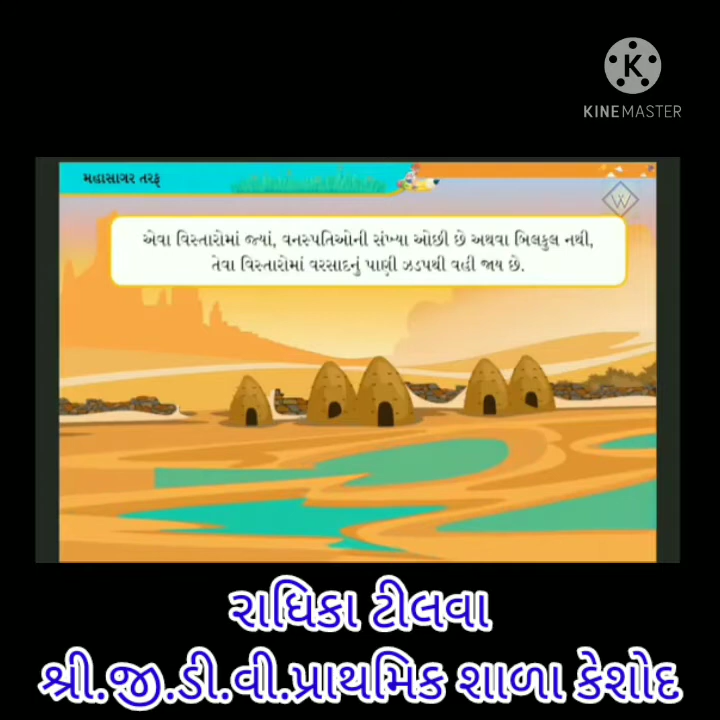 KINEMASTER
મહાસાગર તરફ
એવા વિસ્તારોમાં જ્યાં, વનસ્પતિઓની સંખ્યા ઓછી છે અથવા બિલકુલ નથી,
તેવા વિસ્તારોમાં વરસાદનું પાણી ઝડપથી વહી જાય છે.
રાધિકા ટીલવા
શ્રી.જી.ડી.વી.પ્રાથમિક શાળા કેશોદ